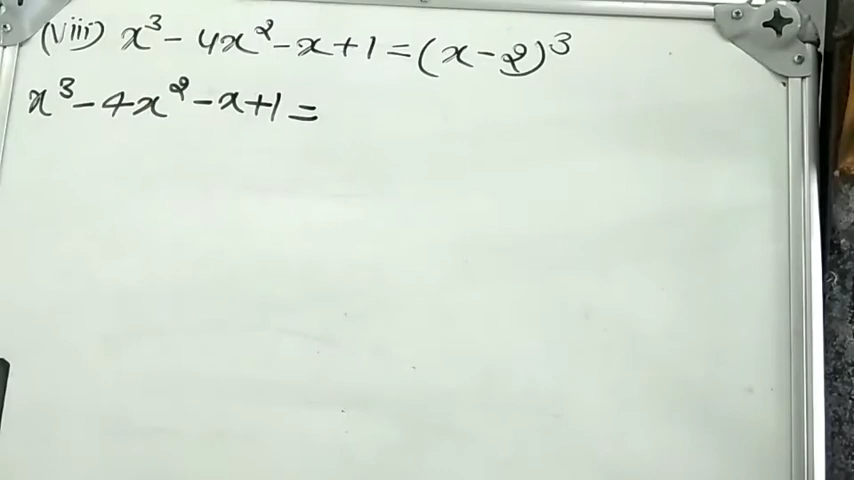 (viii) x³ - 4x² - x + 1 = (x - 2)³
x³ - 4x² - x + 1 =